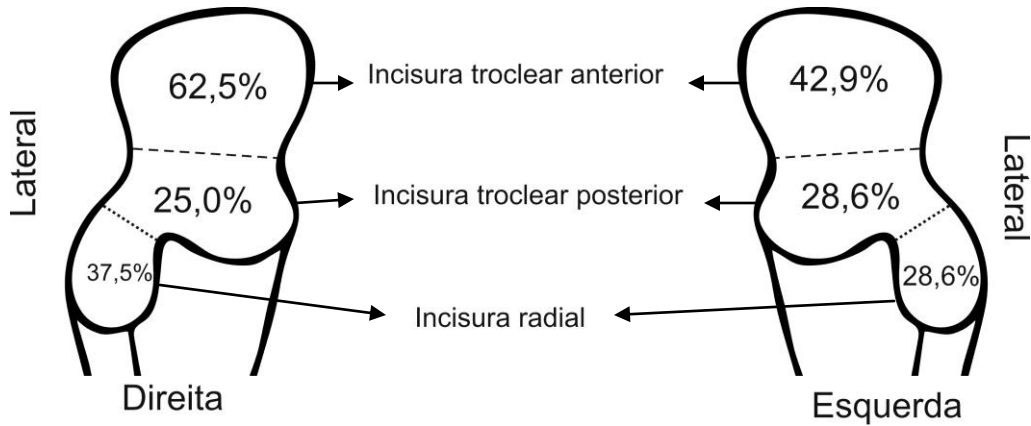 62,5%
Incisura troclear anterior
42,9%
Lateral
Lateral
25,0%
Incisura troclear posterior
28,6%
37,5%
Incisura radial
28,6%
Direita
Esquerda